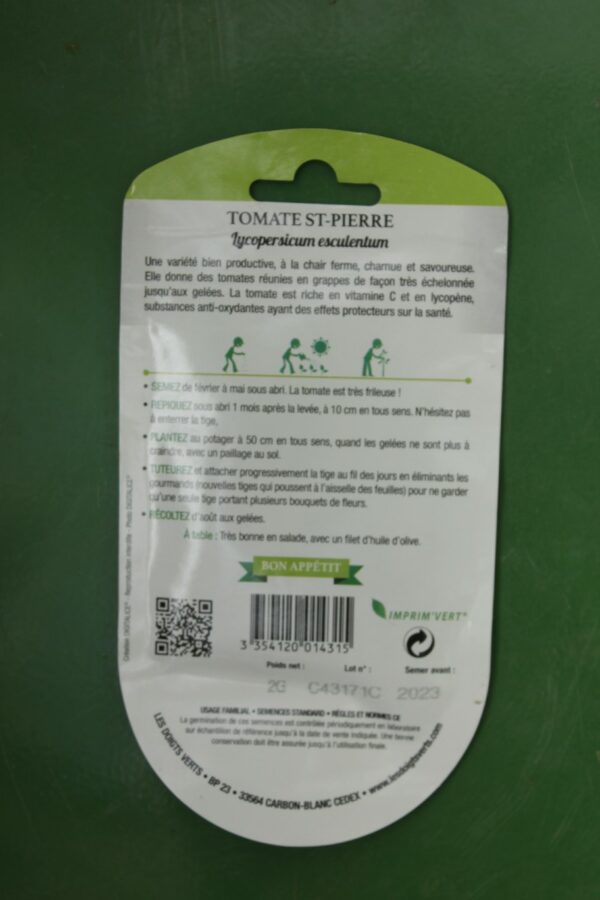 TOMATE ST-PIERRE
Lycopersicum esculentum
Une variété bien productive, à la chair ferme, charnue et savoureuse.
Elle donne des tomates réunies en grappes de façon très échelonnée
jusqu'aux gelées. La tomate est riche en vitamine C et en lycopène,
substances anti-oxydantes ayant des effets protecteurs sur la santé.
• SEMEZ de février à mai sous abri. La tomate est très frileuse !
• REPIQUEZ sous abri 1 mois après la levée, à 10 cm en tous sens. N'hésitez pas
à enterrer la tige.
• PLANTEZ au potager à 50 cm en tous sens, quand les gelées ne sont plus à
craindre, avec un paillage au sol.
• TUTEUREZ et attacher progressivement la tige au fil des jours en éliminants les
gourmands (nouvelles tiges qui poussent à l'aisselle des feuilles) pour ne garder
qu'une seule tige portant plusieurs bouquets de fleurs.
• RÉCOLTEZ d'août aux gelées.
À table : Très bonne en salade, avec un filet d'huile d'olive.
BON APPÉTIT
Création DIGITALICE® - Reproduction interdite - Photo DIGITALICE®
IMPRIM'VERT®
3 354120 014315
Poids net : Lot n° : Semer avant :
2G C43171C 2023
USAGE FAMILIAL • SEMENCES STANDARD • RÈGLES ET NORMES CE
La germination de ces semences est contrôlée périodiquement en laboratoire
sur échantillon de référence jusqu'à la date de vente indiquée. Une bonne
conservation doit être assurée jusqu'à l'utilisation finale.
LES DOIGTS VERTS • BP 23 • 33564 CARBON-BLANC CEDEX • www.lesdoigtsverts.com